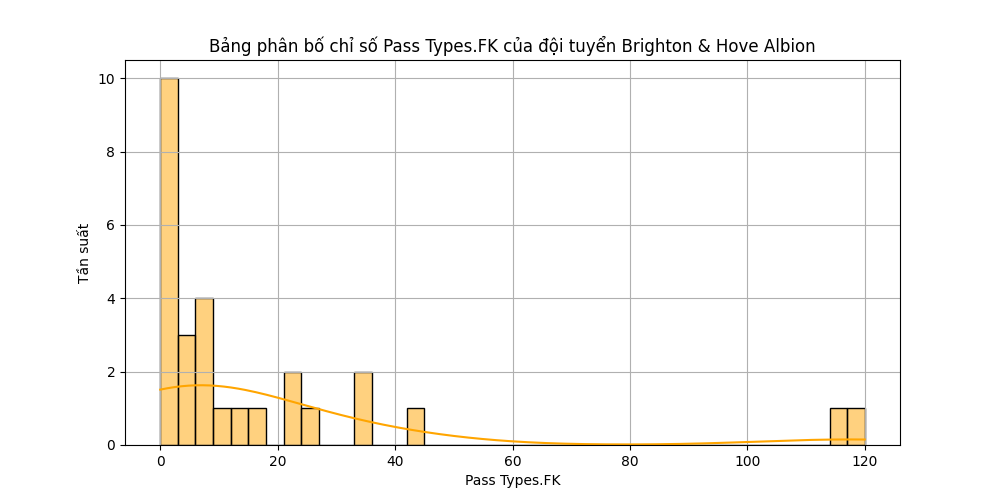 Bảng phân bố chỉ số Pass Types.FK của đội tuyển Brighton & Hove Albion
Tần suất
10
8
6
4
2
0
0 20 40 60 80 100 120
Pass Types.FK